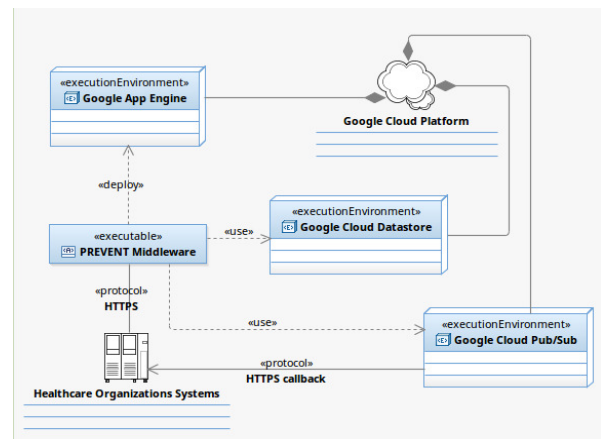 «executionEnvironment»
Google App Engine
Google Cloud Platform
«deploy»
«executable»
PREVENT Middleware
«use»
«executionEnvironment»
Google Cloud Datastore
«protocol»
HTTPS
«use»
«executionEnvironment»
Google Cloud Pub/Sub
«protocol»
HTTPS callback
Healthcare Organizations Systems